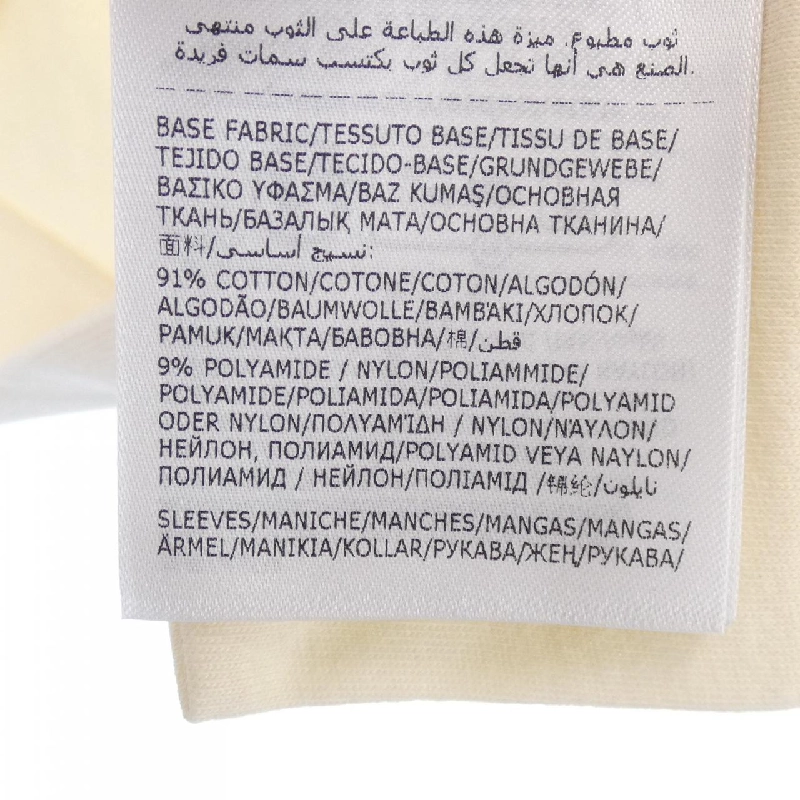 ثوب مطبوع. ميزة هذه الطباعة على الثوب منتهى
الصنع هي أنها تجعل كل ثوب يكتسب سمات فريدة.
BASE FABRIC/TESSUTO BASE/TISSU DE BASE/
TEJIDO BASE/TECIDO-BASE/GRUNDGEWEBE/
ΒΑΣΙΚΟ ΥΦΑΣΜΑ/BAZ KUMAŞ/ОСНОВНАЯ
ТКАНЬ/БАЗАЛЫҚ МАТА/ОСНОВНА ТКАНИНА/
面料/نسيج أساسي:
91% COTTON/COTONE/COTON/ALGODÓN/
ALGODÃO/BAUMWOLLE/ΒΑΜΒΆΚΙ/ХЛОПОК/
PAMUK/МАҚТА/БАВОВНА/棉/قطن
9% POLYAMIDE / NYLON/POLIAMMIDE/
POLYAMIDE/POLIAMIDA/POLIAMIDA/POLYAMID
ODER NYLON/ΠΟΛΥΑΜΊΔΗ / NYLON/ΝΆΥΛΟΝ/
НЕЙЛОН, ПОЛИАМИД/POLYAMID VEYA NAYLON/
ПОЛИАМИД / НЕЙЛОН/ПОЛІАМІД /锦纶/نايلون
SLEEVES/MANICHE/MANCHES/MANGAS/MANGAS/
ÄRMEL/ΜΑΝΙΚΙΑ/KOLLAR/РУКАВА/ЖЕҢ/РУКАВА/